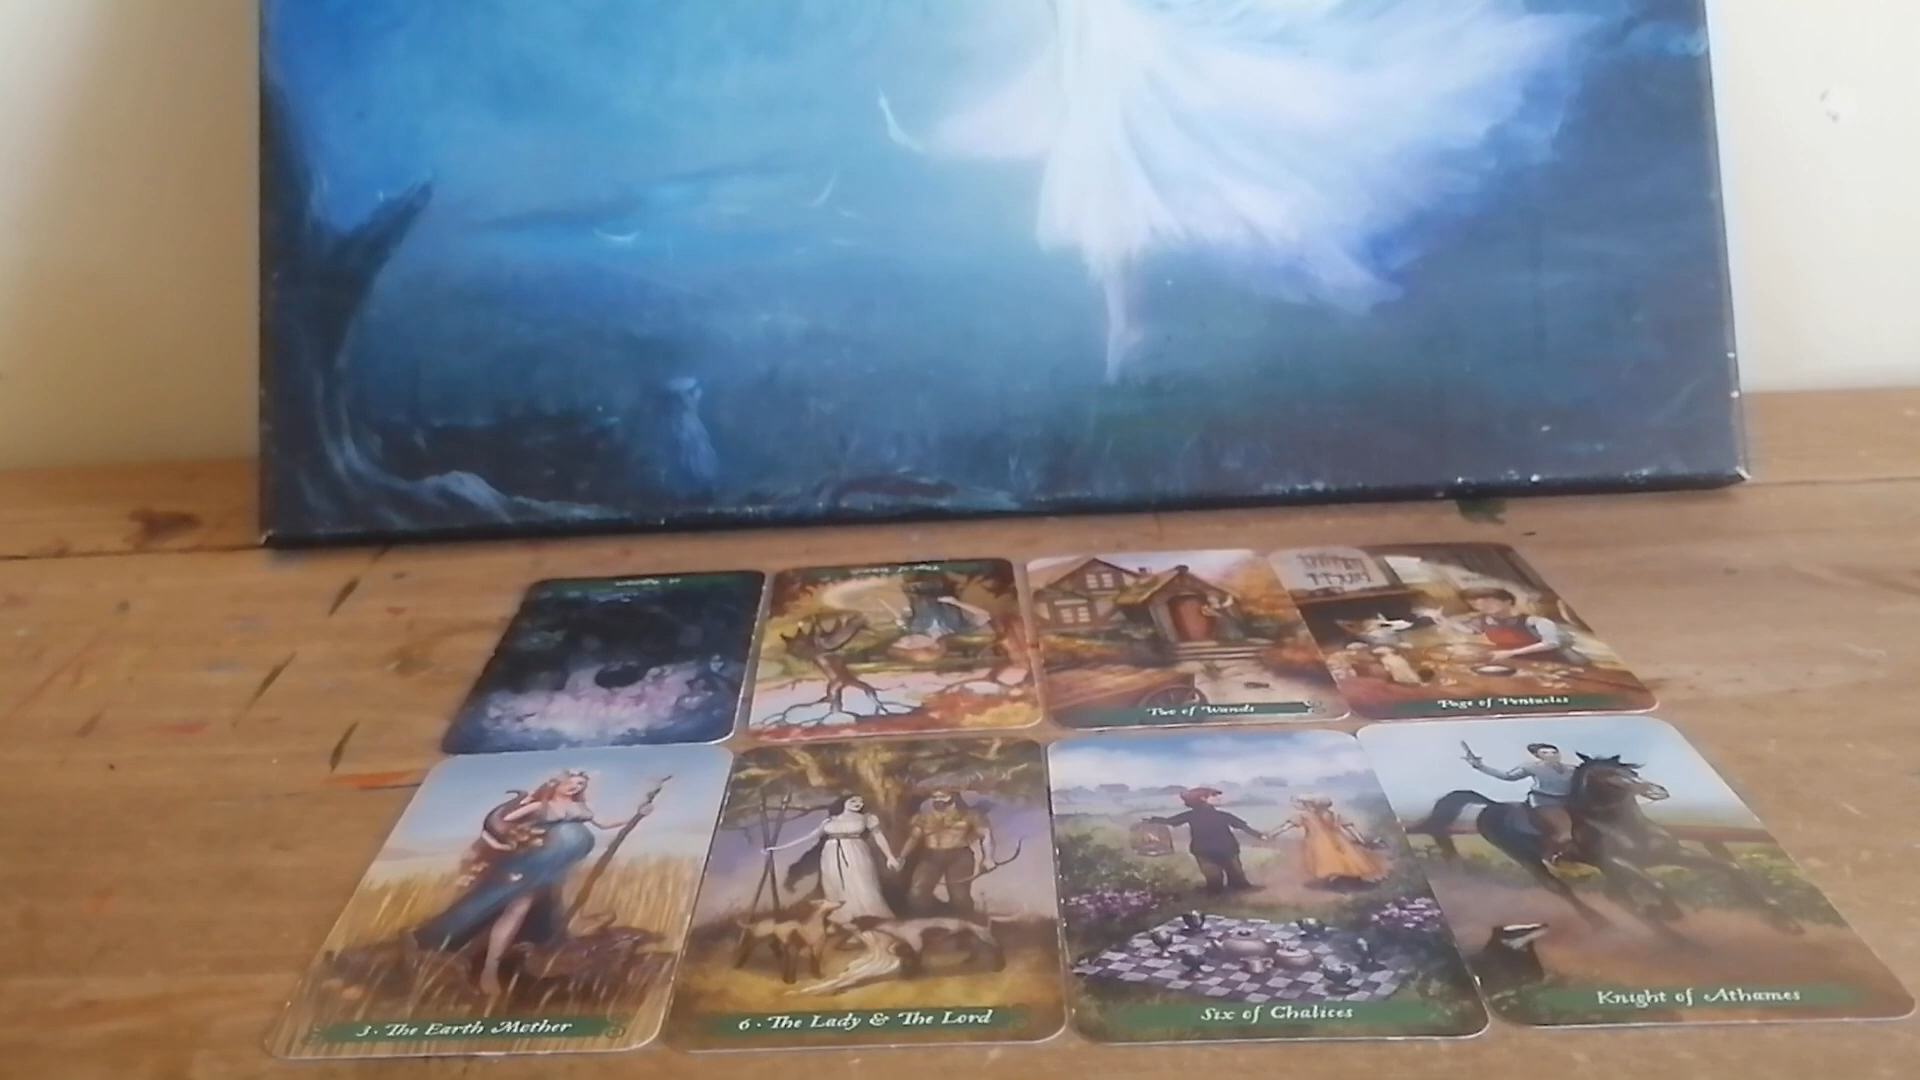 Two of Wands
Page of Pentacles
3 · The Earth Mother
6 · The Lady & The Lord
Six of Chalices
Knight of Athames